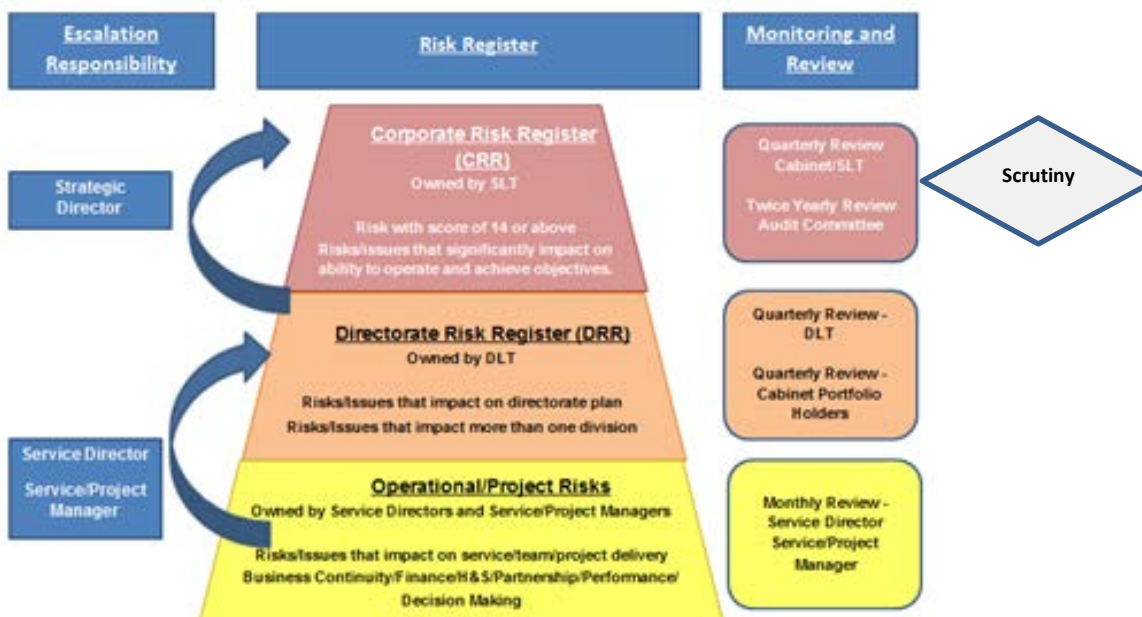 Escalation
Responsibility
Risk Register
Monitoring and
Review
Strategic
Director
Corporate Risk Register
(CRR)
Owned by SLT
Risk with score of 14 or above
Risks/Issues that significantly impact on
ability to operate and achieve objectives.
Quarterly Review
Cabinet/SLT
Twice Yearly Review
Audit Committee
Scrutiny
Directorate Risk Register (DRR)
Owned by DLT
Risks/Issues that impact on directorate plan
Risks/Issues that impact more than one division
Quarterly Review -
DLT
Quarterly Review -
Cabinet Portfolio
Holders
Service Director
Service/Project
Manager
Operational/Project Risks
Owned by Service Directors and Service/Project Managers
Risks/Issues that impact on service/team/project delivery
Business Continuity/Finance/H&S/Partnership/Performance/
Decision Making
Monthly Review -
Service Director
Service/Project
Manager